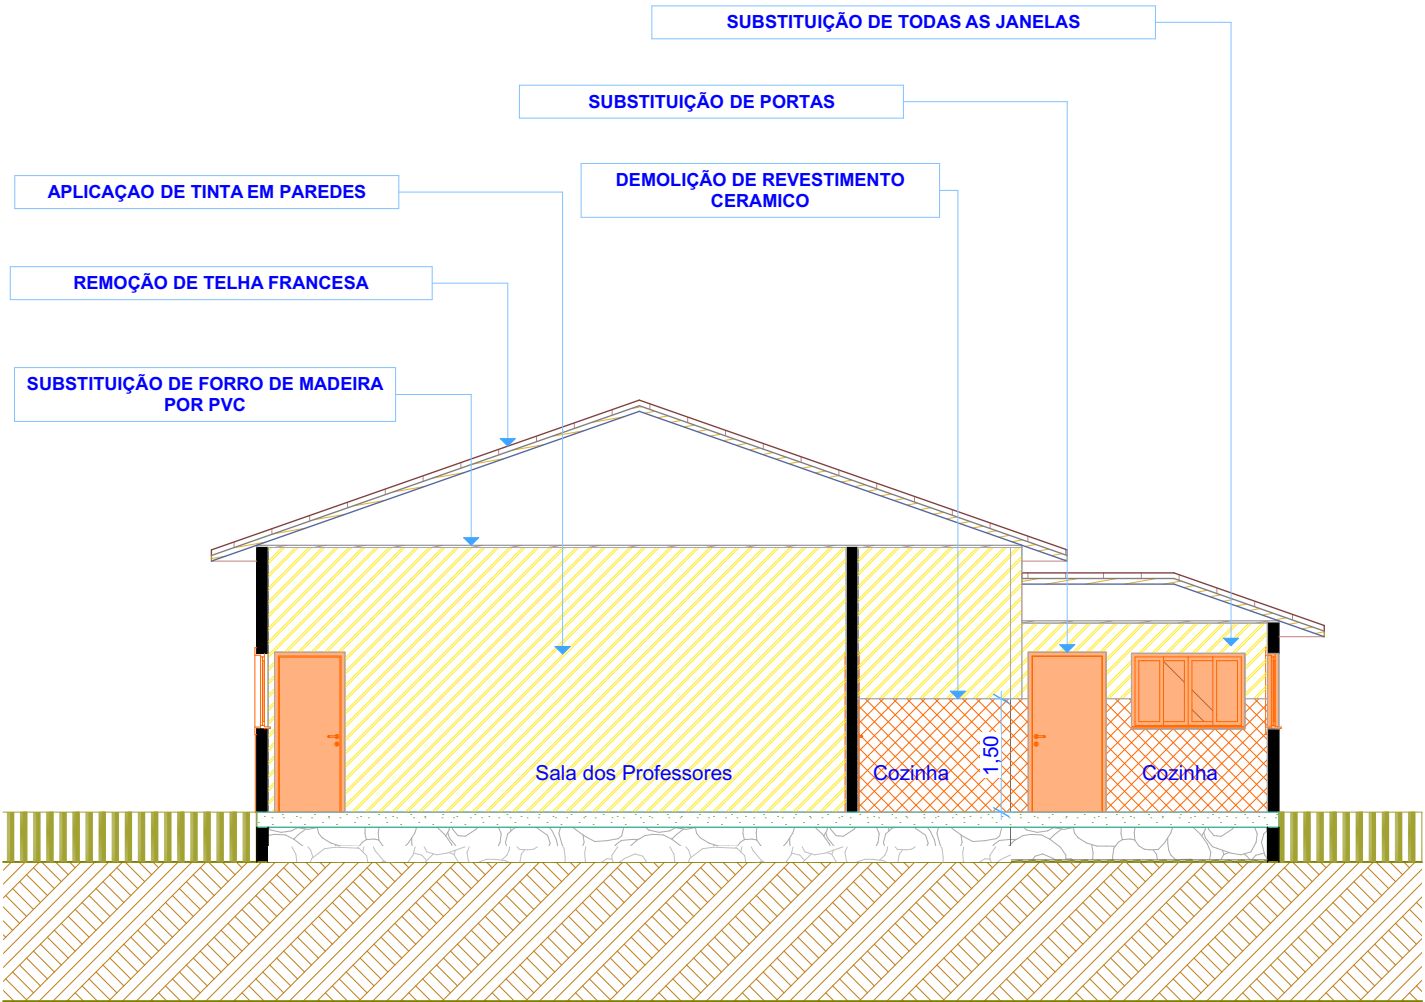 SUBSTITUIÇÃO DE TODAS AS JANELAS
SUBSTITUIÇÃO DE PORTAS
DEMOLIÇÃO DE REVESTIMENTO
CERAMICO
APLICAÇAO DE TINTA EM PAREDES
REMOÇÃO DE TELHA FRANCESA
SUBSTITUIÇÃO DE FORRO DE MADEIRA
POR PVC
Sala dos Professores
Cozinha
1,50
Cozinha